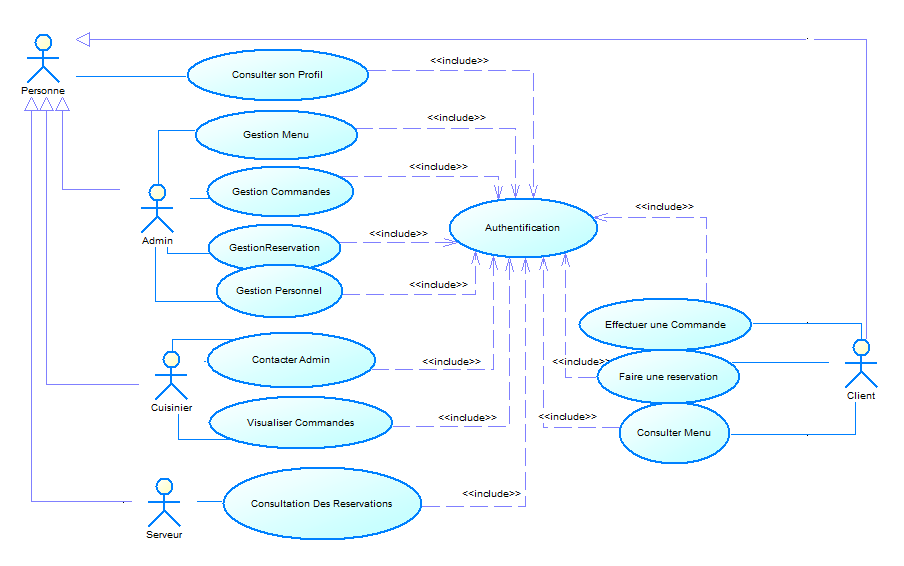 <<include>>
Consulter son Profil
Personne
<<include>>
Gestion Menu
<<include>>
Gestion Commandes
<<include>>
Authentification
<<include>>
Admin
GestionReservation
<<include>>
Gestion Personnel
Effectuer une Commande
Contacter Admin
<<include>>
<<include>>
Faire une reservation
Client
Cuisinier
<<include>>
<<include>>
Visualiser Commandes
Consulter Menu
<<include>>
Consultation Des Reservations
Serveur